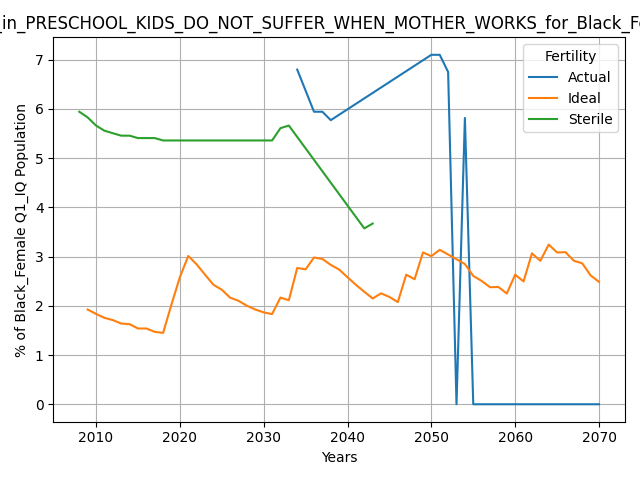 _in_PRESCHOOL_KIDS_DO_NOT_SUFFER_WHEN_MOTHER_WORKS_for_Black_Fe
Fertility
Actual
Ideal
Sterile
% of Black_Female Q1_IQ Population
7
6
5
4
3
2
1
0
2010 2020 2030 2040 2050 2060 2070
Years